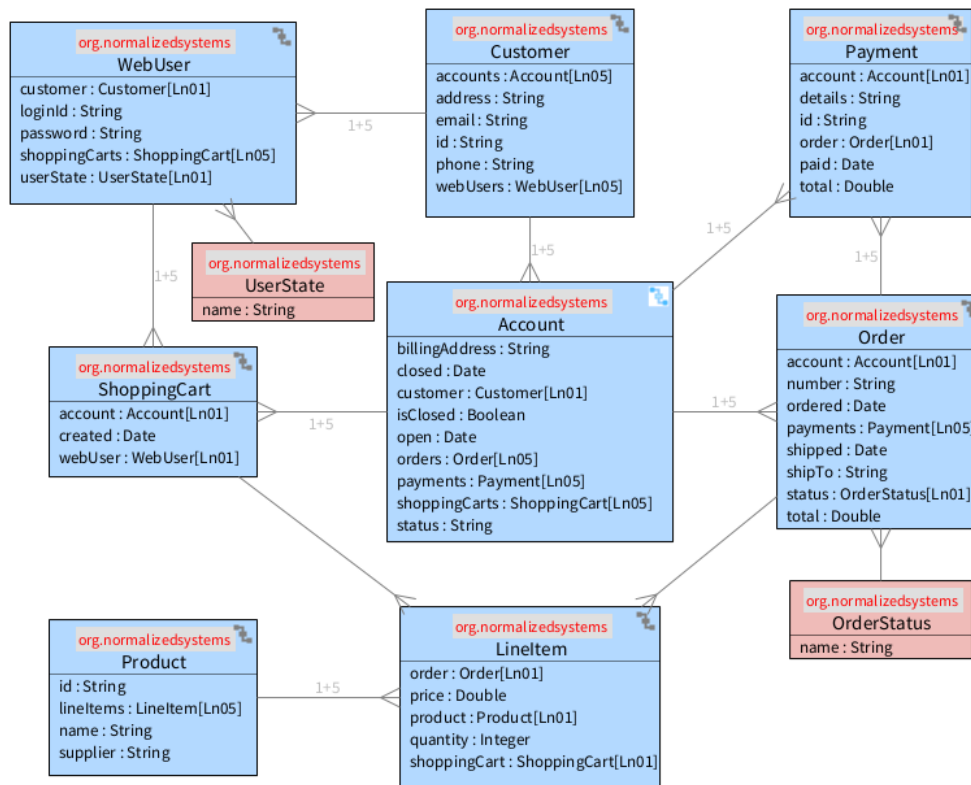 org.normalizedsystems
WebUser
customer : Customer[Ln01]
loginId : String
password : String
shoppingCarts : ShoppingCart[Ln05]
userState : UserState[Ln01]
org.normalizedsystems
Customer
accounts : Account[Ln05]
address : String
email : String
id : String
phone : String
webUsers : WebUser[Ln05]
org.normalizedsystems
Payment
account : Account[Ln01]
details : String
id : String
order : Order[Ln01]
paid : Date
total : Double
1+5
1+5
1+5
1+5
1+5
org.normalizedsystems
UserState
name : String
org.normalizedsystems
Account
billingAddress : String
closed : Date
customer : Customer[Ln01]
isClosed : Boolean
open : Date
orders : Order[Ln05]
payments : Payment[Ln05]
shoppingCarts : ShoppingCart[Ln05]
status : String
org.normalizedsystems
Order
account : Account[Ln01]
number : String
ordered : Date
payments : Payment[Ln05]
shipped : Date
shipTo : String
status : OrderStatus[Ln01]
total : Double
org.normalizedsystems
ShoppingCart
account : Account[Ln01]
created : Date
webUser : WebUser[Ln01]
1+5
1+5
org.normalizedsystems
OrderStatus
name : String
org.normalizedsystems
Product
id : String
lineItems : LineItem[Ln05]
name : String
supplier : String
1+5
org.normalizedsystems
LineItem
order : Order[Ln01]
price : Double
product : Product[Ln01]
quantity : Integer
shoppingCart : ShoppingCart[Ln01]